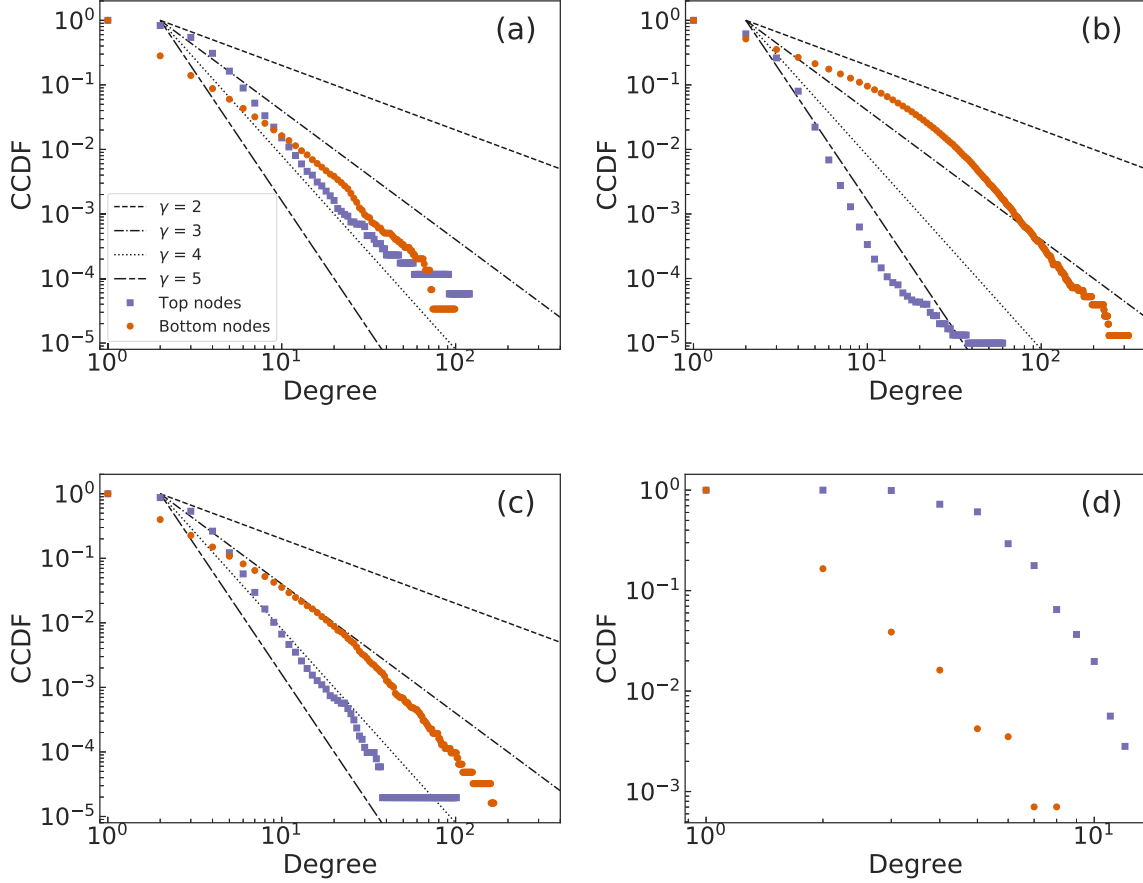 (a)
10⁰
10⁻¹
10⁻²
10⁻³
10⁻⁴
10⁻⁵
CCDF
γ = 2
γ = 3
γ = 4
γ = 5
Top nodes
Bottom nodes
10⁰
10¹
10²
Degree
(b)
10⁰
10⁻¹
10⁻²
10⁻³
10⁻⁴
10⁻⁵
CCDF
10⁰
10¹
10²
Degree
(c)
10⁰
10⁻¹
10⁻²
10⁻³
10⁻⁴
10⁻⁵
CCDF
10⁰
10¹
10²
Degree
(d)
10⁰
10⁻¹
10⁻²
10⁻³
CCDF
10⁰
10¹
Degree